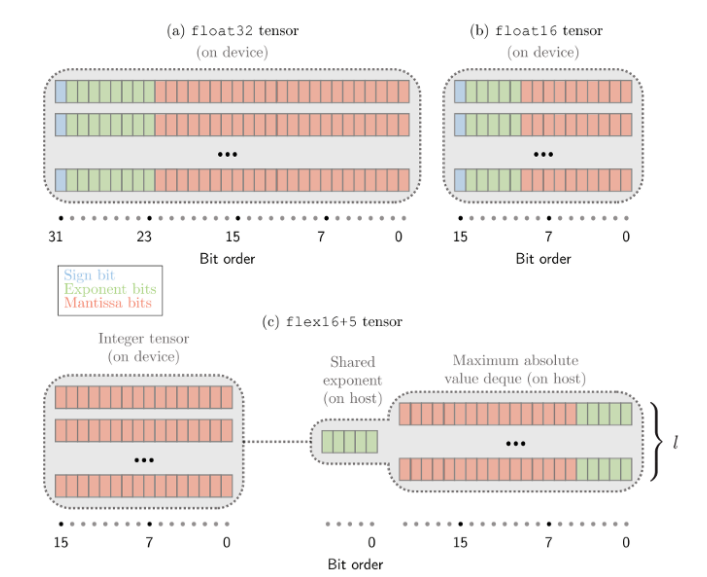 (a) float32 tensor
(on device)
(b) float16 tensor
(on device)
...
...
31 23 15 7 0
Bit order
15 7 0
Bit order
Sign bit
Exponent bits
Mantissa bits
(c) flex16+5 tensor
Integer tensor
(on device)
Shared
exponent
(on host)
Maximum absolute
value deque (on host)
...
...
l
15 7 0
0
15 7 0
Bit order